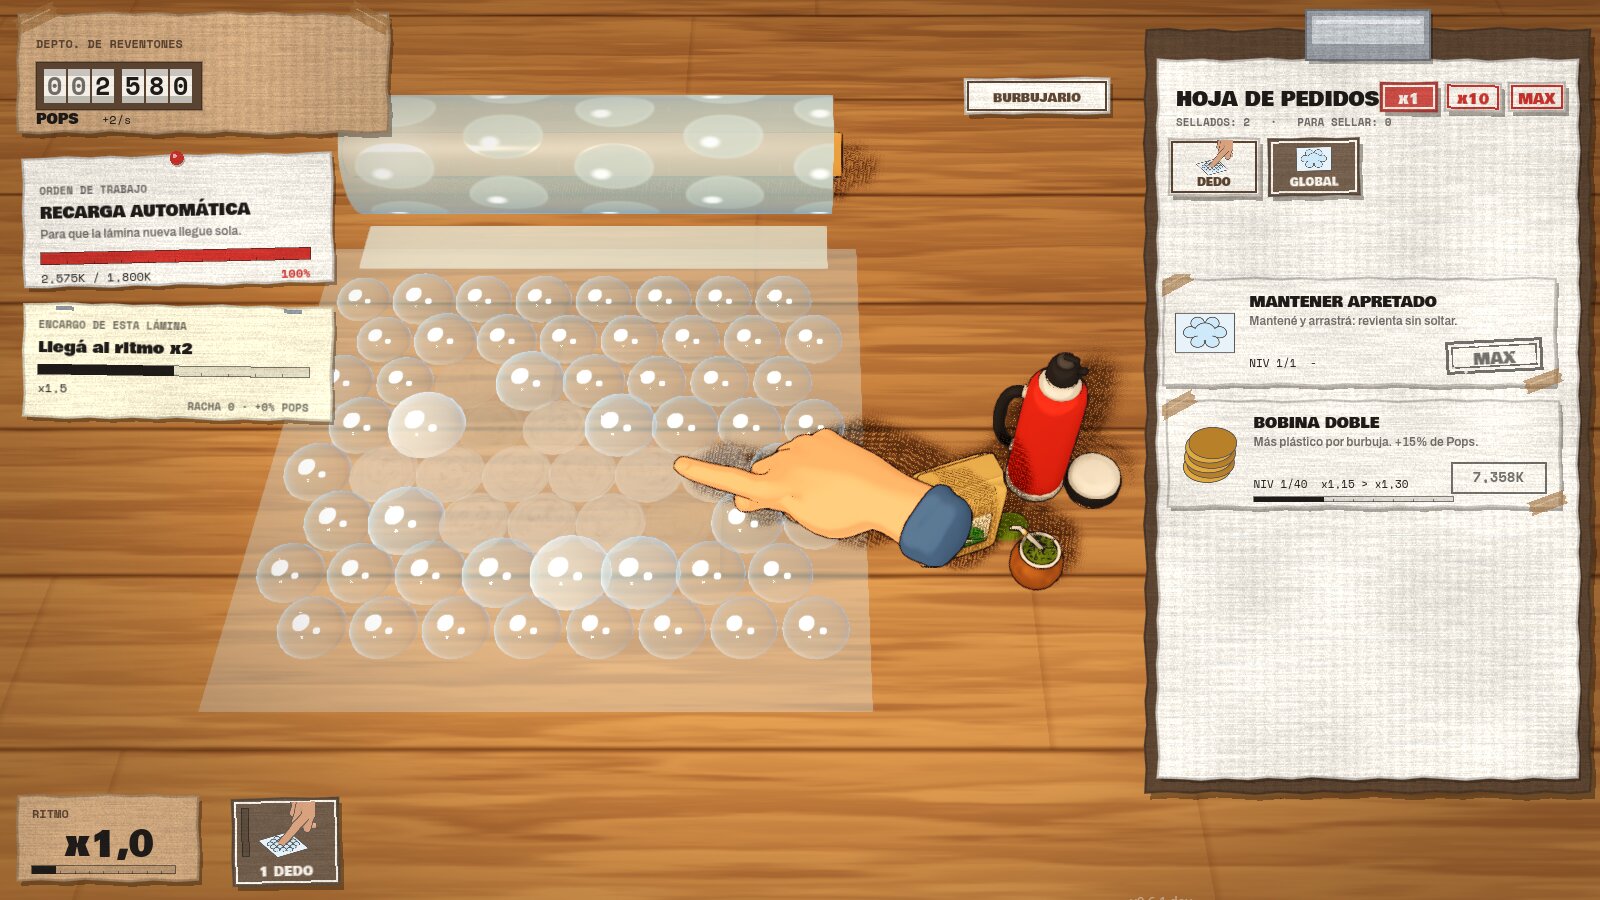 DEPTO. DE REVENTONES
002580
POPS +2/s
ORDEN DE TRABAJO
RECARGA AUTOMÁTICA
Para que la lámina nueva llegue sola.
2,575K / 1,800K 100%
ENCARGO DE ESTA LÁMINA
Llegá al ritmo x2
x1,5
RACHA 0 · +0% POPS
RITMO
x1,0
1 DEDO
BURBUJARIO
HOJA DE PEDIDOS x1 x10 MAX
SELLADOS: 2 · PARA SELLAR: 0
DEDO GLOBAL
MANTENER APRETADO
Mantené y arrastrá: revienta sin soltar.
NIV 1/1 - MAX
BOBINA DOBLE
Más plástico por burbuja. +15% de Pops.
NIV 1/40 x1,15 > x1,30 7,358K